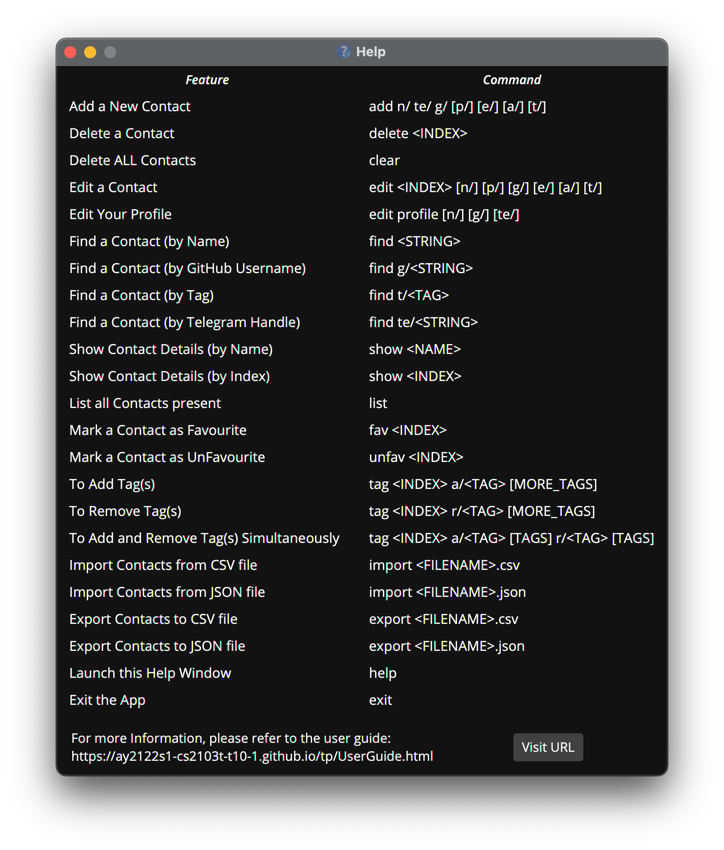 Help
Feature Command
Add a New Contact add n/ te/ g/ [p/] [e/] [a/] [t/]
Delete a Contact delete <INDEX>
Delete ALL Contacts clear
Edit a Contact edit <INDEX> [n/] [p/] [g/] [e/] [a/] [t/]
Edit Your Profile edit profile [n/] [g/] [te/]
Find a Contact (by Name) find <STRING>
Find a Contact (by GitHub Username) find g/<STRING>
Find a Contact (by Tag) find t/<TAG>
Find a Contact (by Telegram Handle) find te/<STRING>
Show Contact Details (by Name) show <NAME>
Show Contact Details (by Index) show <INDEX>
List all Contacts present list
Mark a Contact as Favourite fav <INDEX>
Mark a Contact as UnFavourite unfav <INDEX>
To Add Tag(s) tag <INDEX> a/<TAG> [MORE_TAGS]
To Remove Tag(s) tag <INDEX> r/<TAG> [MORE_TAGS]
To Add and Remove Tag(s) Simultaneously tag <INDEX> a/<TAG> [TAGS] r/<TAG> [TAGS]
Import Contacts from CSV file import <FILENAME>.csv
Import Contacts from JSON file import <FILENAME>.json
Export Contacts to CSV file export <FILENAME>.csv
Export Contacts to JSON file export <FILENAME>.json
Launch this Help Window help
Exit the App exit
For more Information, please refer to the user guide:
https://ay2122s1-cs2103t-t10-1.github.io/tp/UserGuide.html
Visit URL